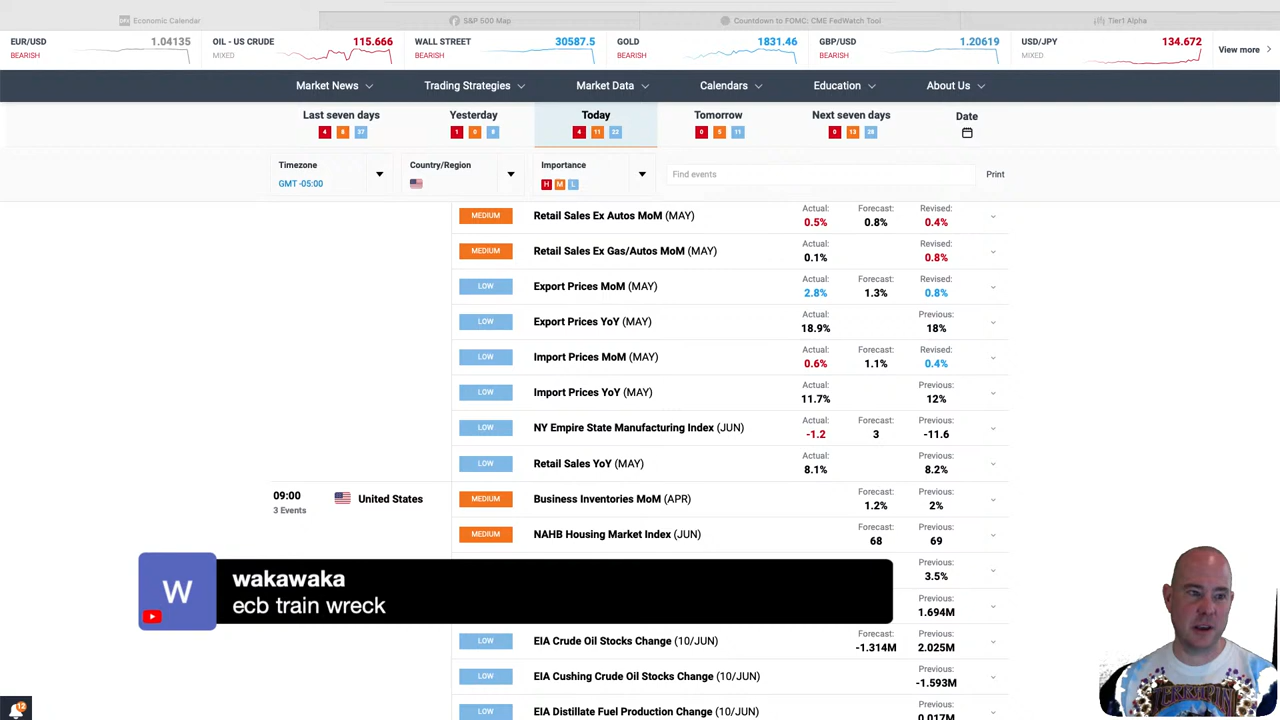 Economic Calendar
S&P 500 Map
Countdown to FOMC: CME FedWatch Tool
Tier1 Alpha
EUR/USD 1.04135
BEARISH
OIL - US CRUDE 115.666
MIXED
WALL STREET 30587.5
BEARISH
GOLD 1831.46
BEARISH
GBP/USD 1.20619
BEARISH
USD/JPY 134.672
MIXED
View more
Market News
Trading Strategies
Market Data
Calendars
Education
About Us
Last seven days
4 8 37
Yesterday
1 0 8
Today
4 11 22
Tomorrow
0 5 11
Next seven days
0 13 28
Date
Timezone
GMT -05:00
Country/Region
Importance
H M L
Find events
Print
MEDIUM Retail Sales Ex Autos MoM (MAY) Actual: Forecast: Revised:
0.5% 0.8% 0.4%
MEDIUM Retail Sales Ex Gas/Autos MoM (MAY) Actual: Revised:
0.1% 0.8%
LOW Export Prices MoM (MAY) Actual: Forecast: Revised:
2.8% 1.3% 0.8%
LOW Export Prices YoY (MAY) Actual: Previous:
18.9% 18%
LOW Import Prices MoM (MAY) Actual: Forecast: Revised:
0.6% 1.1% 0.4%
LOW Import Prices YoY (MAY) Actual: Previous:
11.7% 12%
LOW NY Empire State Manufacturing Index (JUN) Actual: Forecast: Previous:
-1.2 3 -11.6
LOW Retail Sales YoY (MAY) Actual: Previous:
8.1% 8.2%
09:00
3 Events
United States
MEDIUM Business Inventories MoM (APR) Forecast: Previous:
1.2% 2%
MEDIUM NAHB Housing Market Index (JUN) Forecast: Previous:
68 69
Previous:
3.5%
W
wakawaka
ecb train wreck
Previous:
1.694M
LOW EIA Crude Oil Stocks Change (10/JUN) Forecast: Previous:
-1.314M 2.025M
LOW EIA Cushing Crude Oil Stocks Change (10/JUN) Previous:
-1.593M
LOW EIA Distillate Fuel Production Change (10/JUN) Previous:
0.017M
12